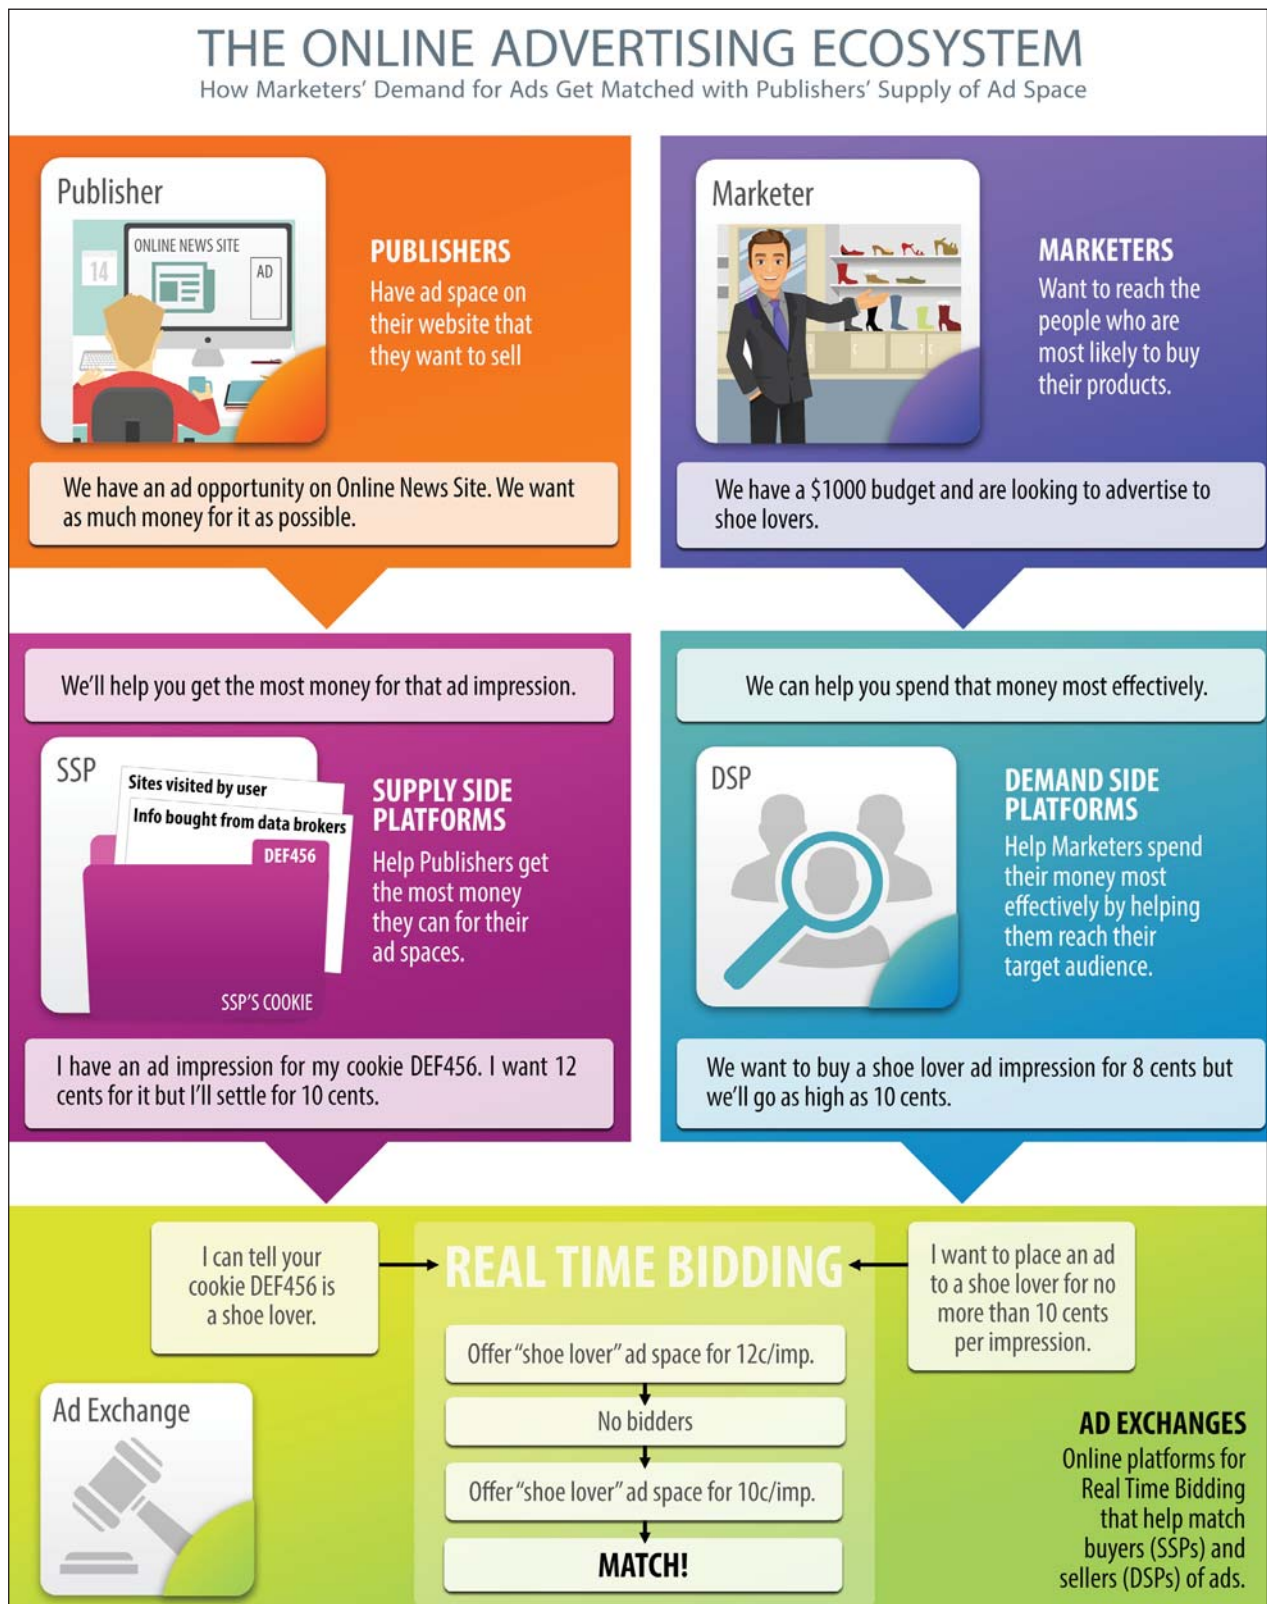 THE ONLINE ADVERTISING ECOSYSTEM
How Marketers’ Demand for Ads Get Matched with Publishers’ Supply of Ad Space
Publisher
ONLINE NEWS SITE
14
AD
PUBLISHERS
Have ad space on
their website that
they want to sell
We have an ad opportunity on Online News Site. We want
as much money for it as possible.
Marketer
MARKETERS
Want to reach the
people who are
most likely to buy
their products.
We have a $1000 budget and are looking to advertise to
shoe lovers.
We’ll help you get the most money for that ad impression.
SSP
Sites visited by user
Info bought from data brokers
DEF456
SSP’S COOKIE
SUPPLY SIDE
PLATFORMS
Help Publishers get
the most money
they can for their
ad spaces.
I have an ad impression for my cookie DEF456. I want 12
cents for it but I’ll settle for 10 cents.
We can help you spend that money most effectively.
DSP
DEMAND SIDE
PLATFORMS
Help Marketers spend
their money most
effectively by helping
them reach their
target audience.
We want to buy a shoe lover ad impression for 8 cents but
we’ll go as high as 10 cents.
I can tell your
cookie DEF456 is
a shoe lover.
REAL TIME BIDDING
I want to place an ad
to a shoe lover for no
more than 10 cents
per impression.
Offer “shoe lover” ad space for 12c/imp.
No bidders
Offer “shoe lover” ad space for 10c/imp.
MATCH!
Ad Exchange
AD EXCHANGES
Online platforms for
Real Time Bidding
that help match
buyers (SSPs) and
sellers (DSPs) of ads.